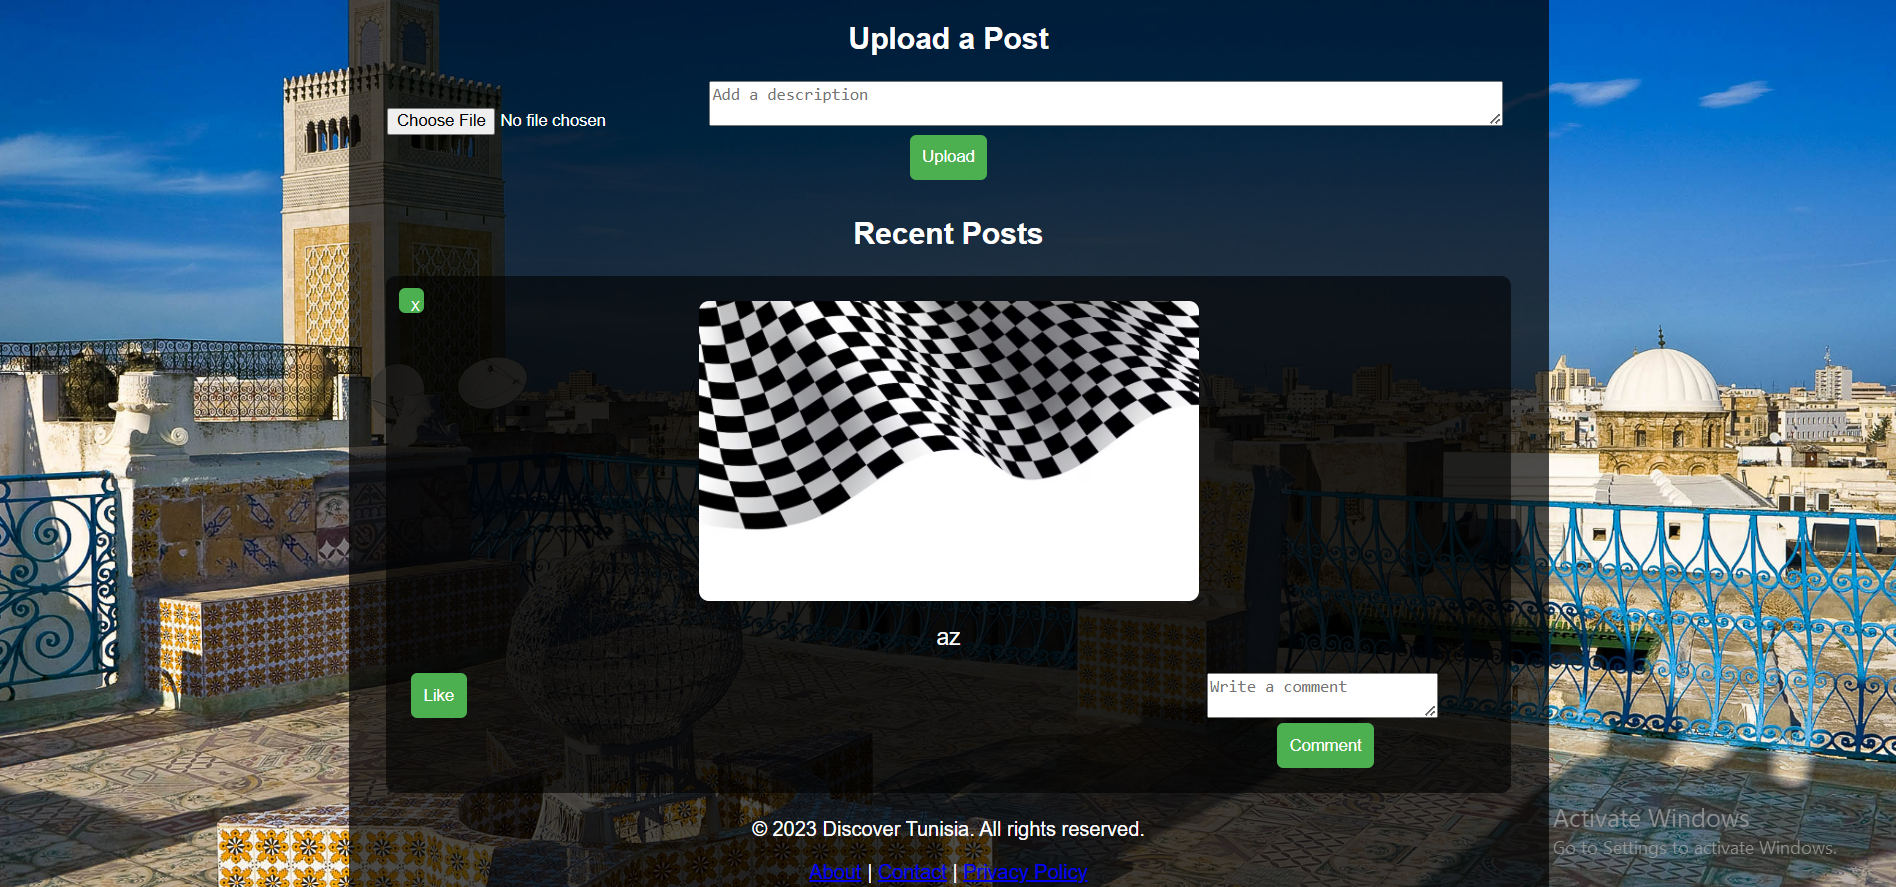 Upload a Post
Add a description
Choose File No file chosen
Upload
Recent Posts
x
az
Like
Write a comment
Comment
© 2023 Discover Tunisia. All rights reserved.
About | Contact | Privacy Policy
Activate Windows
Go to Settings to activate Windows.